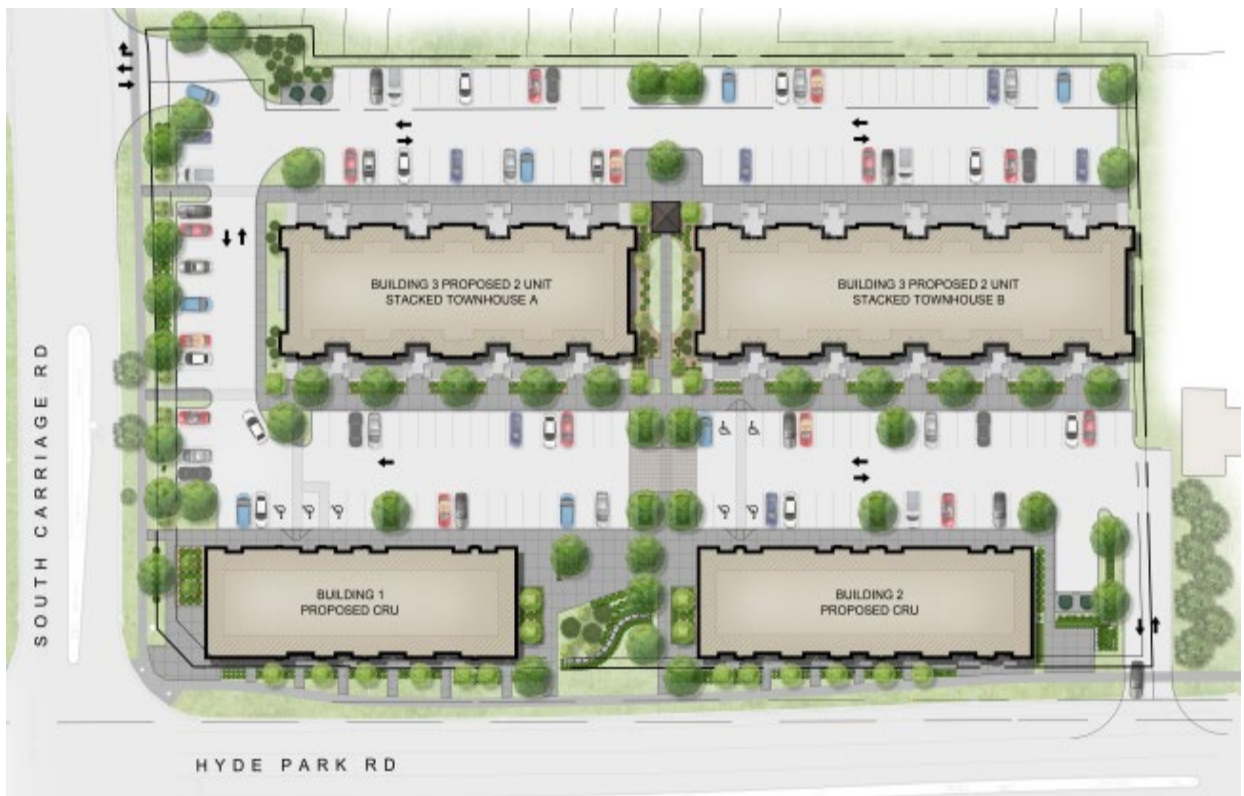 BUILDING 3 PROPOSED 2 UNIT
STACKED TOWNHOUSE A
BUILDING 3 PROPOSED 2 UNIT
STACKED TOWNHOUSE B
BUILDING 1
PROPOSED CRU
BUILDING 2
PROPOSED CRU
SOUTH CARRIAGE RD
HYDE PARK RD